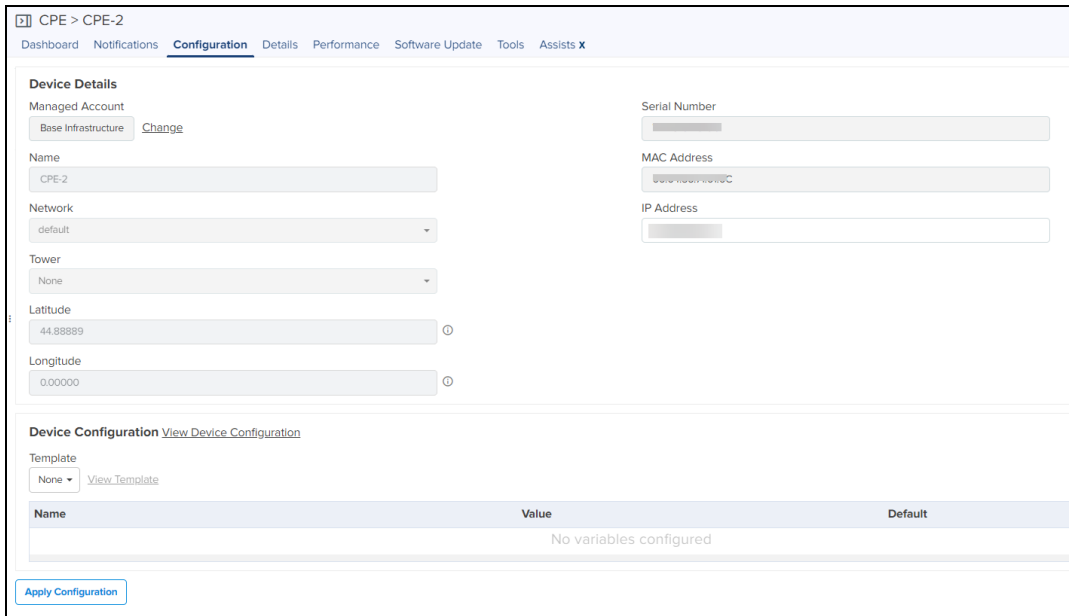 CPE > CPE-2
Dashboard Notifications Configuration Details Performance Software Update Tools Assists X
Device Details
Managed Account
Base Infrastructure Change
Name
CPE-2
Network
default
Tower
None
Latitude
44.88889
Longitude
0.00000
Serial Number
MAC Address
IP Address
Device Configuration View Device Configuration
Template
None View Template
Name Value Default
No variables configured
Apply Configuration